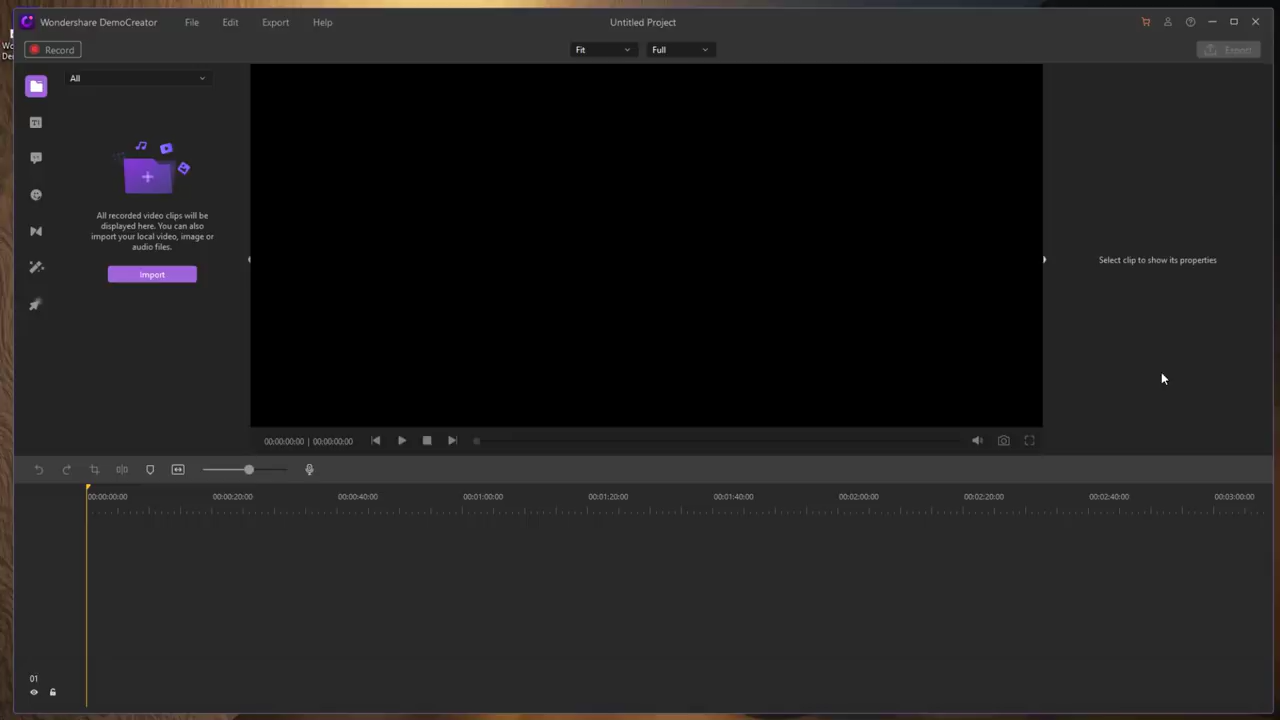 Wondershare DemoCreator File Edit Export Help Untitled Project
Record Fit Full Export
All
All recorded video clips will be
displayed here. You can also
import your local video, image or
audio files.
Import
Select clip to show its properties
00:00:00:00 | 00:00:00:00
00:00:00:00 00:00:20:00 00:00:40:00 00:01:00:00 00:01:20:00 00:01:40:00 00:02:00:00 00:02:20:00 00:02:40:00 00:03:00:00
01